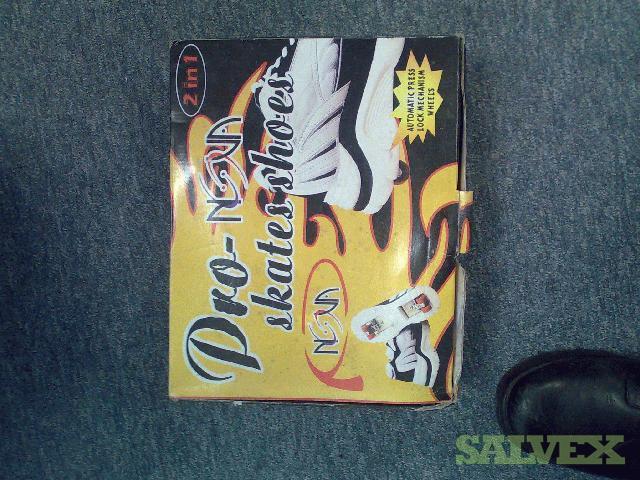 2 in 1
Pro-NOVA
skates shoes
AUTOMATIC PRESS
LOCK MECHANISM
WHEELS
NOVA
SALVEX